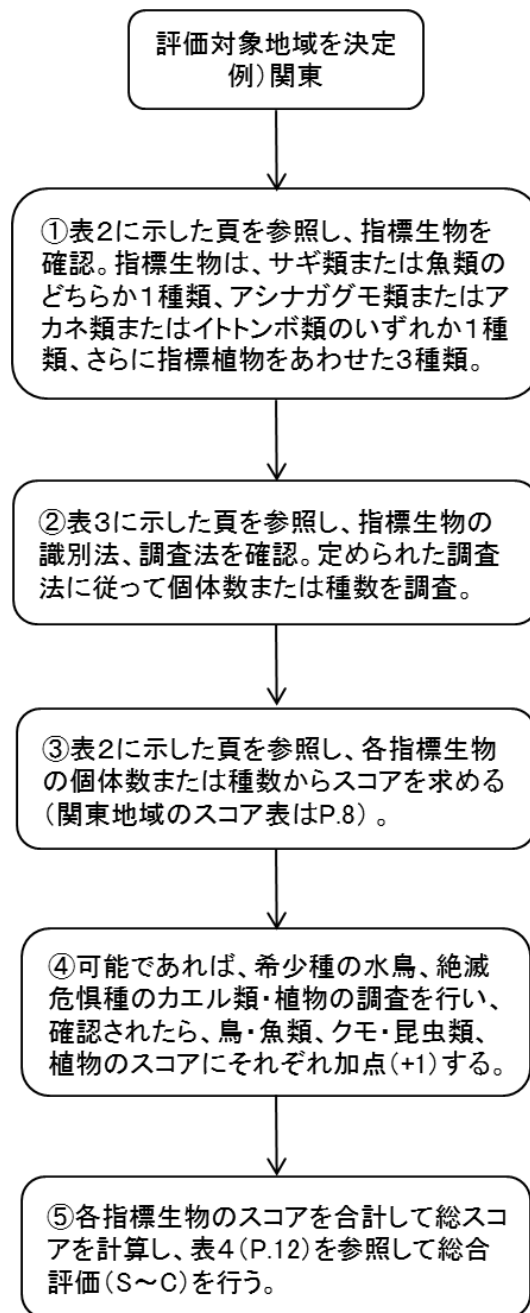 評価対象地域を決定
例）関東
①表２に示した頁を参照し、指標生物を
確認。指標生物は、サギ類または魚類の
どちらか１種類、アシナガグモ類またはア
カネ類またはイトトンボ類のいずれか１種
類、さらに指標植物をあわせた３種類。
②表３に示した頁を参照し、指標生物の
識別法、調査法を確認。定められた調査
法に従って個体数または種数を調査。
③表２に示した頁を参照し、各指標生物
の個体数または種数からスコアを求める
（関東地域のスコア表はP.8）。
④可能であれば、希少種の水鳥、絶滅
危惧種のカエル類・植物の調査を行い、
確認されたら、鳥・魚類、クモ・昆虫類、
植物のスコアにそれぞれ加点（+1）する。
⑤各指標生物のスコアを合計して総スコ
アを計算し、表４（P.12）を参照して総合
評価（S～C）を行う。